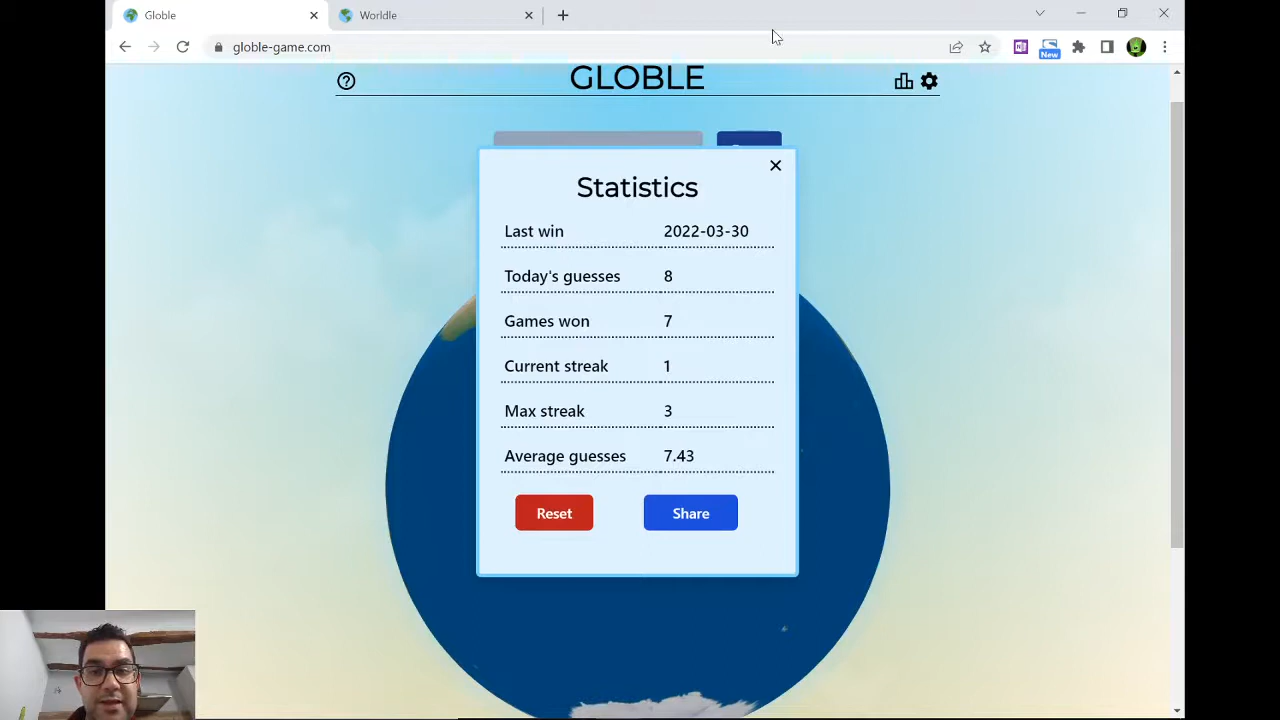 Globle
Worldle
globle-game.com
New
GLOBLE
Statistics
Last win 2022-03-30
Today's guesses 8
Games won 7
Current streak 1
Max streak 3
Average guesses 7.43
Reset Share